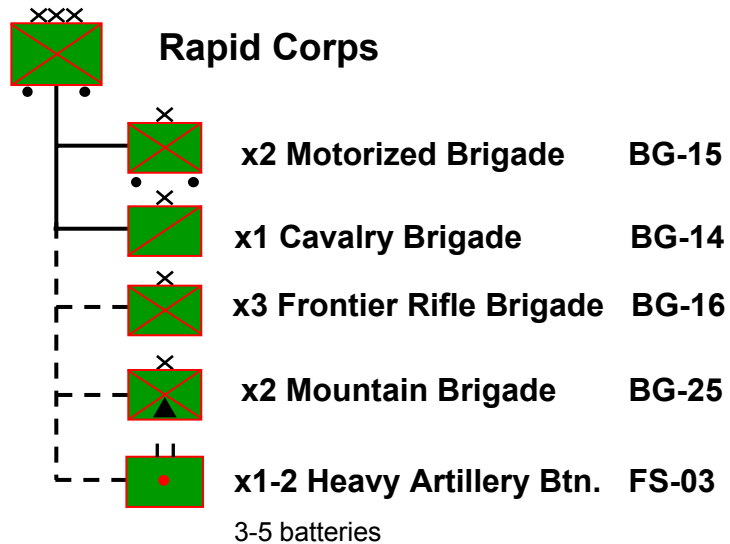 Rapid Corps
x2 Motorized Brigade BG-15
x1 Cavalry Brigade BG-14
x3 Frontier Rifle Brigade BG-16
x2 Mountain Brigade BG-25
x1-2 Heavy Artillery Btn. FS-03
3-5 batteries